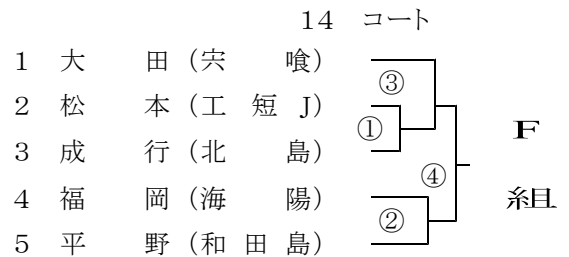 14 コート
1 大 田 (宍 喰)
③
2 松 本 (工 短 J)
①
F
3 成 行 (北 島)
④
4 福 岡 (海 陽)
組
②
5 平 野 (和 田 島)